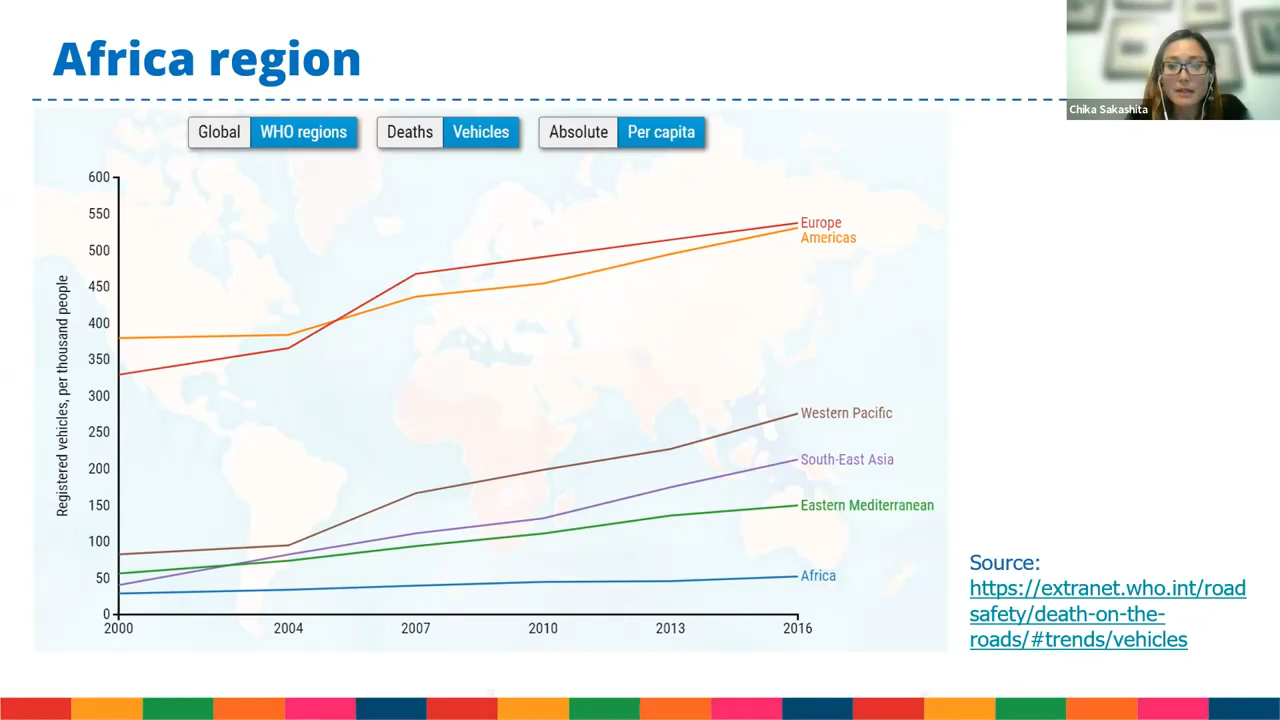 Africa region
Chika Sakashita
Global WHO regions Deaths Vehicles Absolute Per capita
Registered vehicles, per thousand people
600
550
500
450
400
350
300
250
200
150
100
50
0
2000 2004 2007 2010 2013 2016
Europe
Americas
Western Pacific
South-East Asia
Eastern Mediterranean
Africa
Source:
https://extranet.who.int/road
safety/death-on-the-
roads/#trends/vehicles